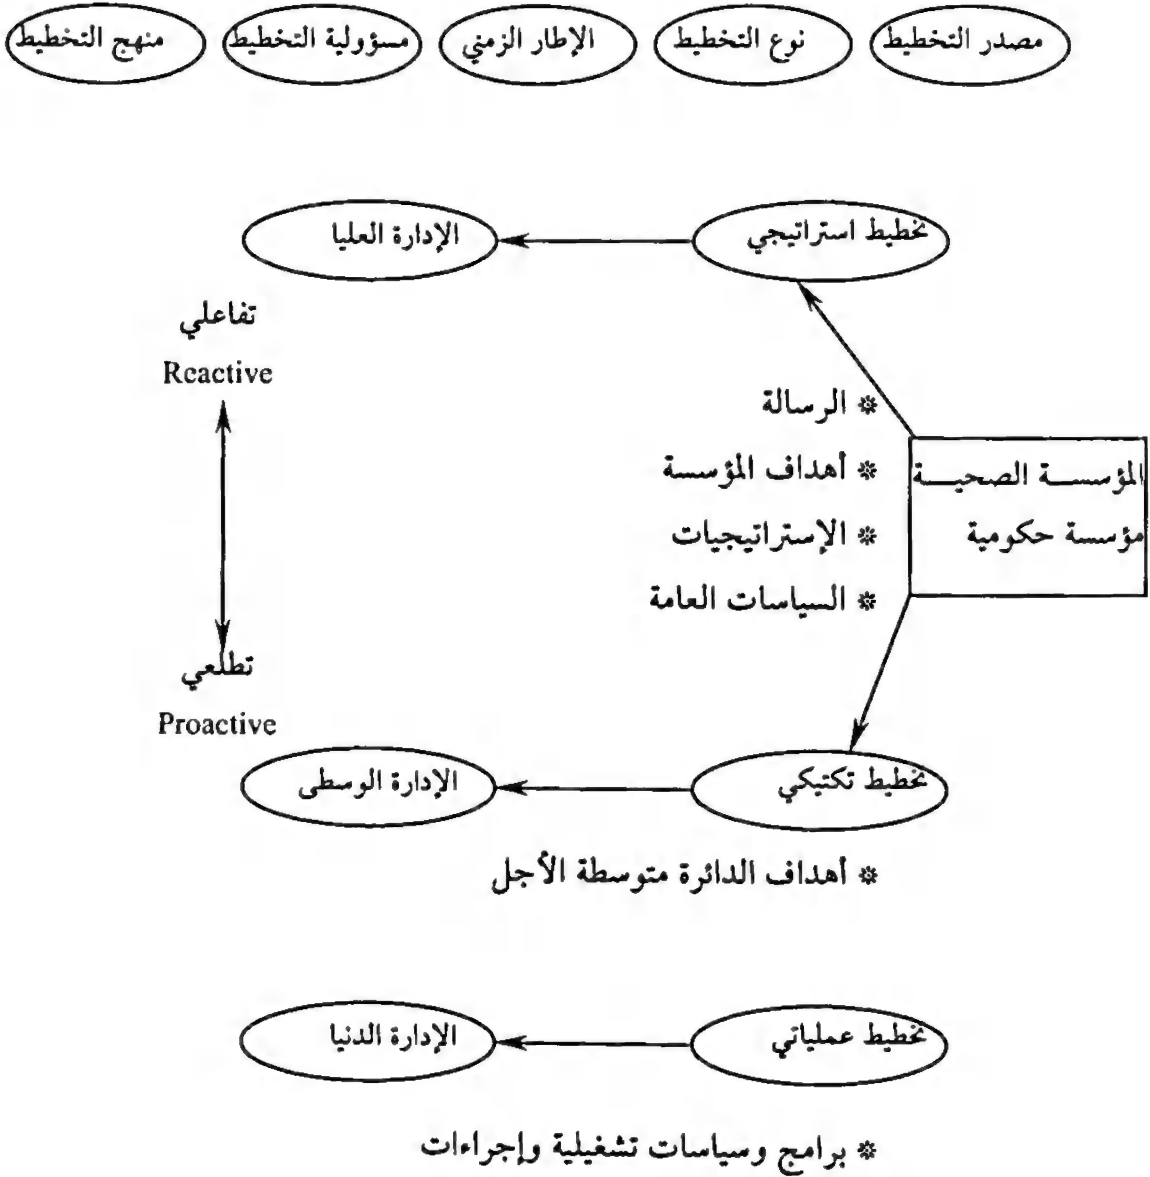 مصدر التخطيط
نوع التخطيط
الإطار الزمني
مسؤولية التخطيط
منهج التخطيط
تخطيط استراتيجي
الإدارة العليا
تفاعلي
Reactive
* الرسالة
* أهداف المؤسسة
* الإستراتيجيات
* السياسات العامة
المؤسسة الصحية
مؤسسة حكومية
تطلعي
Proactive
تخطيط تكتيكي
الإدارة الوسطى
* أهداف الدائرة متوسطة الأجل
تخطيط عملياتي
الإدارة الدنيا
* برامج وسياسات تشغيلية وإجراءات